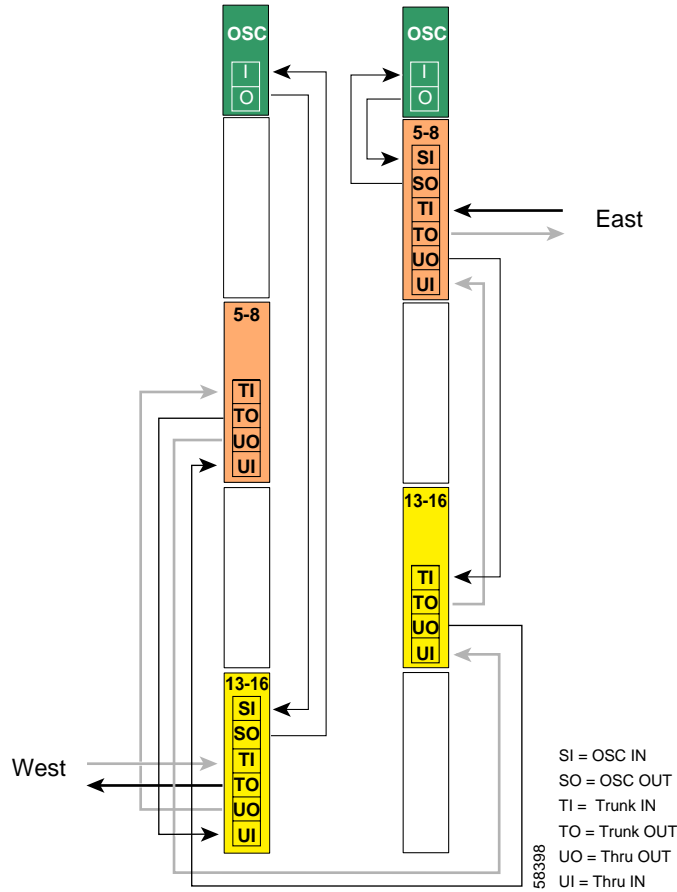 OSC
I
O
5-8
TI
TO
UO
UI
13-16
SI
SO
TI
TO
UO
UI
West
OSC
I
O
5-8
SI
SO
TI
TO
UO
UI
East
13-16
TI
TO
UO
UI
SI = OSC IN
SO = OSC OUT
TI = Trunk IN
TO = Trunk OUT
UO = Thru OUT
UI = Thru IN
58398